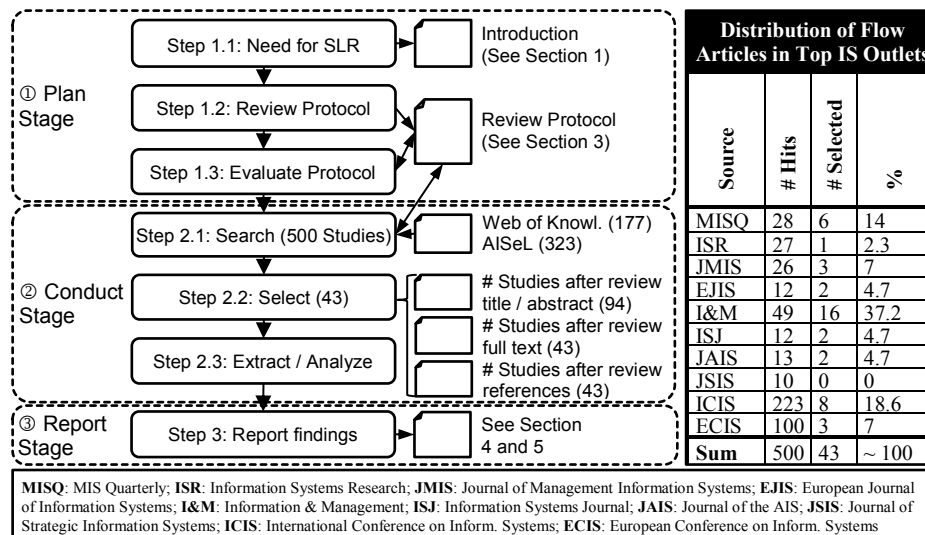 ① Plan
Stage
Step 1.1: Need for SLR
Introduction
(See Section 1)
Step 1.2: Review Protocol
Step 1.3: Evaluate Protocol
Review Protocol
(See Section 3)
② Conduct
Stage
Step 2.1: Search (500 Studies)
Web of Knowl. (177)
AISeL (323)
Step 2.2: Select (43)
# Studies after review
title / abstract (94)
# Studies after review
full text (43)
# Studies after review
references (43)
Step 2.3: Extract / Analyze
③ Report
Stage
Step 3: Report findings
See Section
4 and 5
Distribution of Flow
Articles in Top IS Outlets
Source # Hits # Selected %
MISQ 28 6 14
ISR 27 1 2.3
JMIS 26 3 7
EJIS 12 2 4.7
I&M 49 16 37.2
ISJ 12 2 4.7
JAIS 13 2 4.7
JSIS 10 0 0
ICIS 223 8 18.6
ECIS 100 3 7
Sum 500 43 ~ 100
MISQ: MIS Quarterly; ISR: Information Systems Research; JMIS: Journal of Management Information Systems; EJIS: European Journal
of Information Systems; I&M: Information & Management; ISJ: Information Systems Journal; JAIS: Journal of the AIS; JSIS: Journal of
Strategic Information Systems; ICIS: International Conference on Inform. Systems; ECIS: European Conference on Inform. Systems